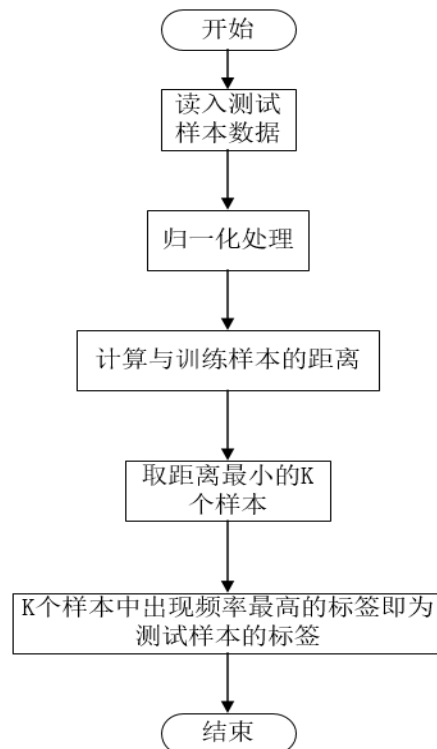 开始
读入测试
样本数据
归一化处理
计算与训练样本的距离
取距离最小的K
个样本
K个样本中出现频率最高的标签即为
测试样本的标签
结束